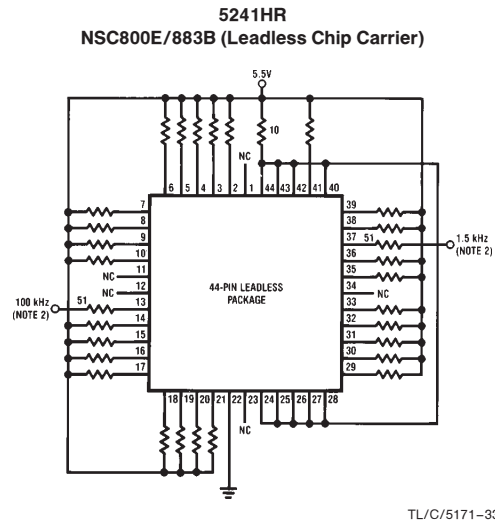 5241HR
NSC800E/883B (Leadless Chip Carrier)
5.5V
10
NC
6 5 4 3 2 1 44 43 42 41 40
7
8
9
10
11
NC
12
NC
13
51
100 kHz
(NOTE 2)
14
15
16
17
44-PIN LEADLESS
PACKAGE
39
38
37
51
1.5 kHz
(NOTE 2)
36
35
34
NC
33
32
31
30
29
18 19 20 21 22 23 24 25 26 27 28
NC
TL/C/5171–33